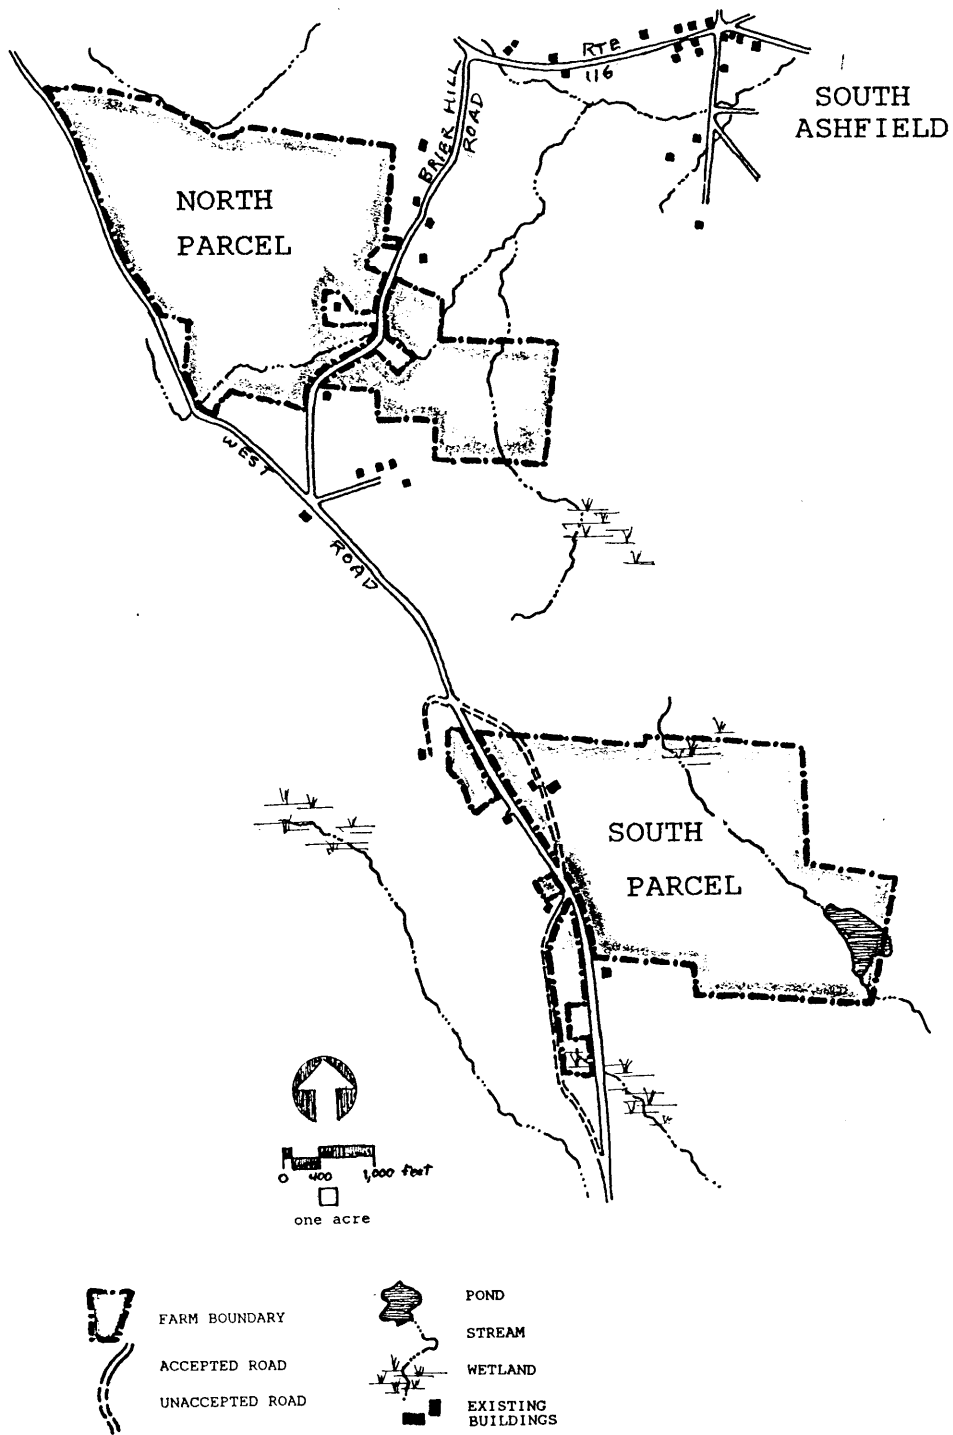 RTE
116
SOUTH
ASHFIELD
BRIER HILL
ROAD
NORTH
PARCEL
WEST
ROAD
SOUTH
PARCEL
0 400 1,000 feet
one acre
FARM BOUNDARY
ACCEPTED ROAD
UNACCEPTED ROAD
POND
STREAM
WETLAND
EXISTING
BUILDINGS